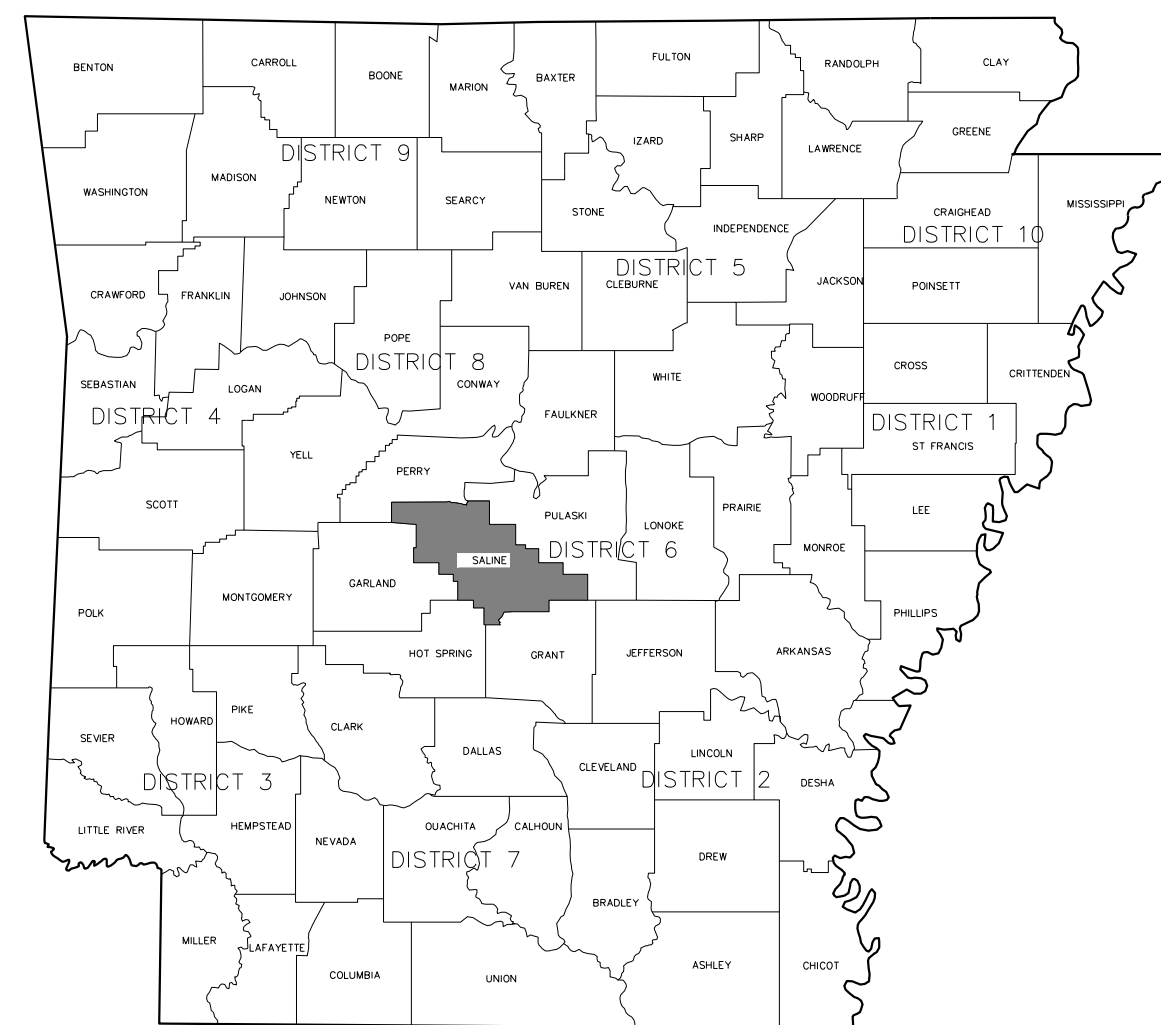 BENTON
CARROLL
BOONE
MARION
BAXTER
FULTON
RANDOLPH
CLAY
IZARD
SHARP
LAWRENCE
GREENE
DISTRICT 9
WASHINGTON
MADISON
NEWTON
SEARCY
STONE
INDEPENDENCE
CRAIGHEAD
MISSISSIPPI
DISTRICT 10
DISTRICT 5
CRAWFORD
FRANKLIN
JOHNSON
VAN BUREN
CLEBURNE
JACKSON
POINSETT
POPE
DISTRICT 8
CONWAY
WHITE
CROSS
CRITTENDEN
SEBASTIAN
LOGAN
DISTRICT 4
FAULKNER
WOODRUFF
DISTRICT 1
ST FRANCIS
YELL
PERRY
SCOTT
PULASKI
LONOKE
PRAIRIE
LEE
DISTRICT 6
MONROE
SALINE
GARLAND
MONTGOMERY
POLK
PHILLIPS
HOT SPRING
GRANT
JEFFERSON
ARKANSAS
HOWARD
PIKE
CLARK
SEVIER
DALLAS
CLEVELAND
LINCOLN
DISTRICT 3
DISTRICT 2
DESHA
LITTLE RIVER
HEMPSTEAD
NEVADA
OUACHITA
CALHOUN
DISTRICT 7
DREW
BRADLEY
MILLER
LAFAYETTE
COLUMBIA
UNION
ASHLEY
CHICOT